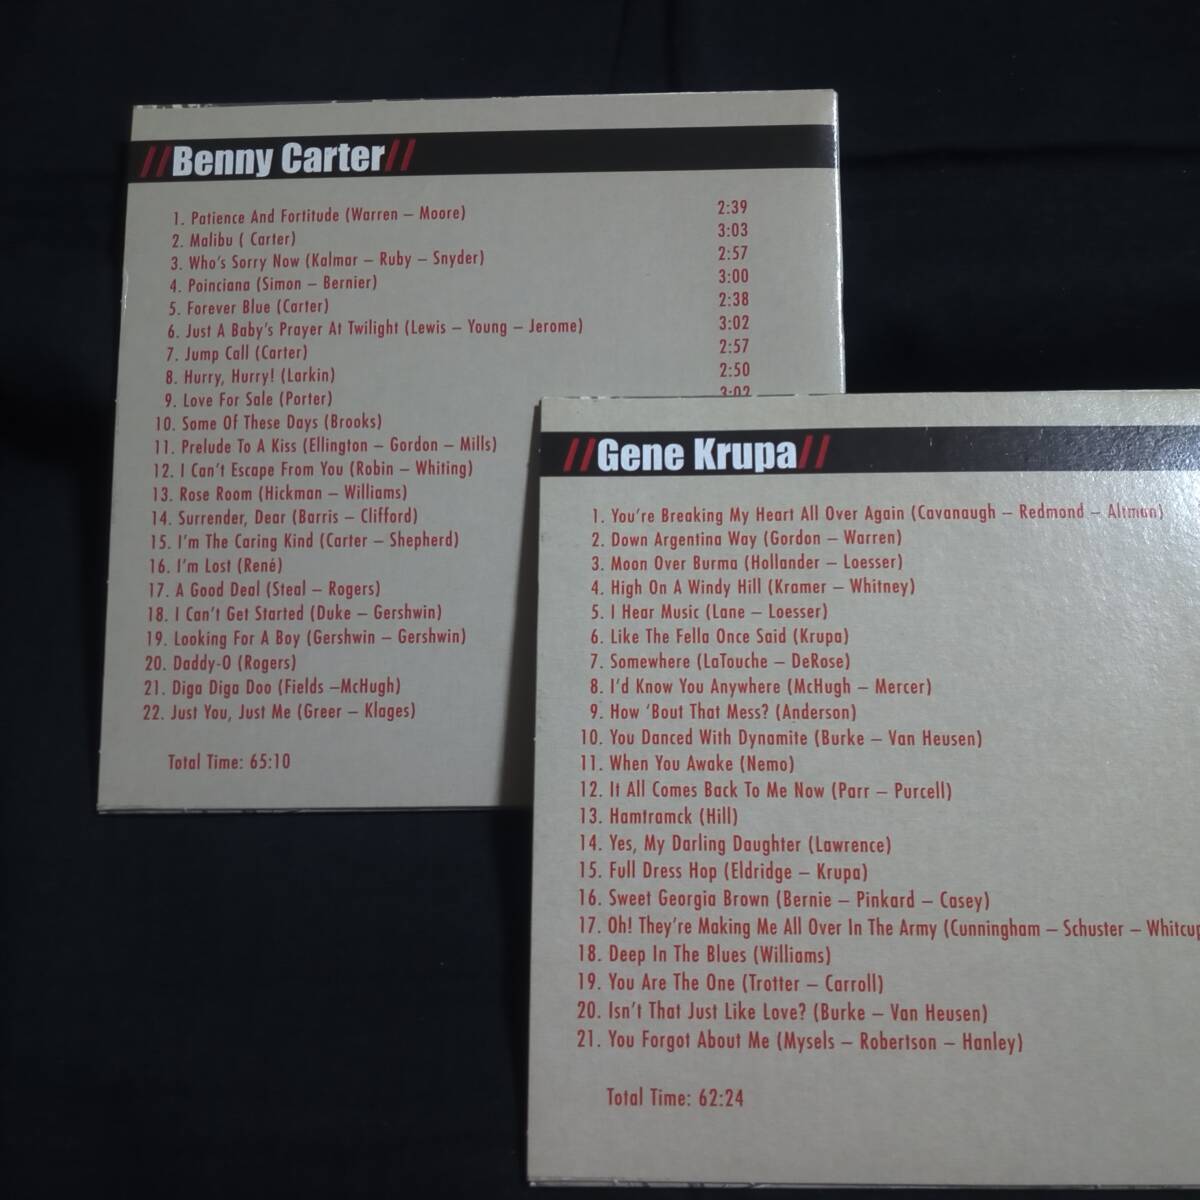 //Benny Carter//
1. Patience And Fortitude (Warren – Moore) 2:39
2. Malibu ( Carter) 3:03
3. Who's Sorry Now (Kalmar – Ruby – Snyder) 2:57
4. Poinciana (Simon – Bernier) 3:00
5. Forever Blue (Carter) 2:38
6. Just A Baby's Prayer At Twilight (Lewis – Young – Jerome) 3:02
7. Jump Call (Carter) 2:57
8. Hurry, Hurry! (Larkin) 2:50
9. Love For Sale (Porter) 3:02
10. Some Of These Days (Brooks)
11. Prelude To A Kiss (Ellington – Gordon – Mills)
12. I Can't Escape From You (Robin – Whiting)
13. Rose Room (Hickman – Williams)
14. Surrender, Dear (Barris – Clifford)
15. I'm The Caring Kind (Carter – Shepherd)
16. I'm Lost (René)
17. A Good Deal (Steal – Rogers)
18. I Can't Get Started (Duke – Gershwin)
19. Looking For A Boy (Gershwin – Gershwin)
20. Daddy-O (Rogers)
21. Diga Diga Doo (Fields –McHugh)
22. Just You, Just Me (Greer – Klages)
Total Time: 65:10
//Gene Krupa//
1. You're Breaking My Heart All Over Again (Cavanaugh – Redmond – Altman)
2. Down Argentina Way (Gordon – Warren)
3. Moon Over Burma (Hollander – Loesser)
4. High On A Windy Hill (Kramer – Whitney)
5. I Hear Music (Lane – Loesser)
6. Like The Fella Once Said (Krupa)
7. Somewhere (LaTouche – DeRose)
8. I'd Know You Anywhere (McHugh – Mercer)
9. How 'Bout That Mess? (Anderson)
10. You Danced With Dynamite (Burke – Van Heusen)
11. When You Awake (Nemo)
12. It All Comes Back To Me Now (Parr – Purcell)
13. Hamtramck (Hill)
14. Yes, My Darling Daughter (Lawrence)
15. Full Dress Hop (Eldridge – Krupa)
16. Sweet Georgia Brown (Bernie – Pinkard – Casey)
17. Oh! They're Making Me All Over In The Army (Cunningham – Schuster – Whitcup
18. Deep In The Blues (Williams)
19. You Are The One (Trotter – Carroll)
20. Isn't That Just Like Love? (Burke – Van Heusen)
21. You Forgot About Me (Mysels – Robertson – Hanley)
Total Time: 62:24